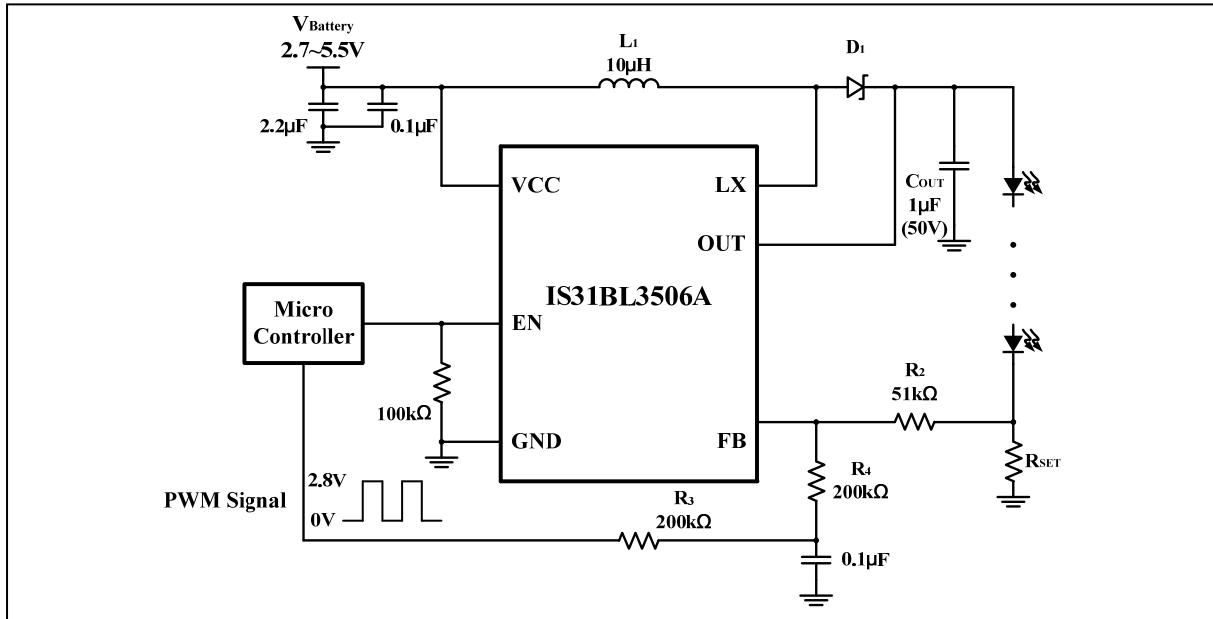 VBattery
2.7~5.5V
2.2µF
0.1µF
L1
10µH
D1
VCC
LX
COUT
1µF
(50V)
OUT
IS31BL3506A
Micro
Controller
EN
100kΩ
GND
FB
R2
51kΩ
RSET
R4
200kΩ
PWM Signal
2.8V
0V
R3
200kΩ
0.1µF